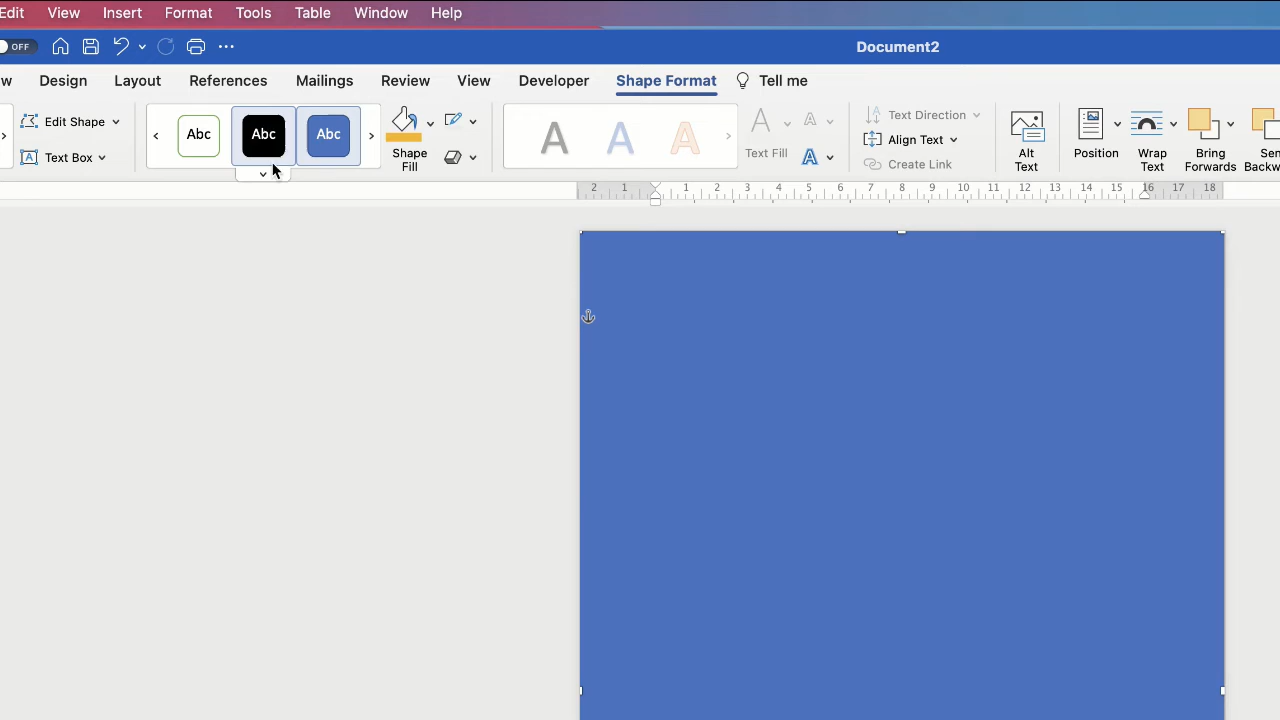 Edit View Insert Format Tools Table Window Help
OFF Document2
w Design Layout References Mailings Review View Developer Shape Format Tell me
Edit Shape
Text Box
Abc Abc Abc
Shape
Fill
A A A
Text Fill
Text Direction
Align Text
Create Link
Alt
Text
Position
Wrap
Text
Bring
Forwards
Sen
Backw
2 1 1 2 3 4 5 6 7 8 9 10 11 12 13 14 15 16 17 18